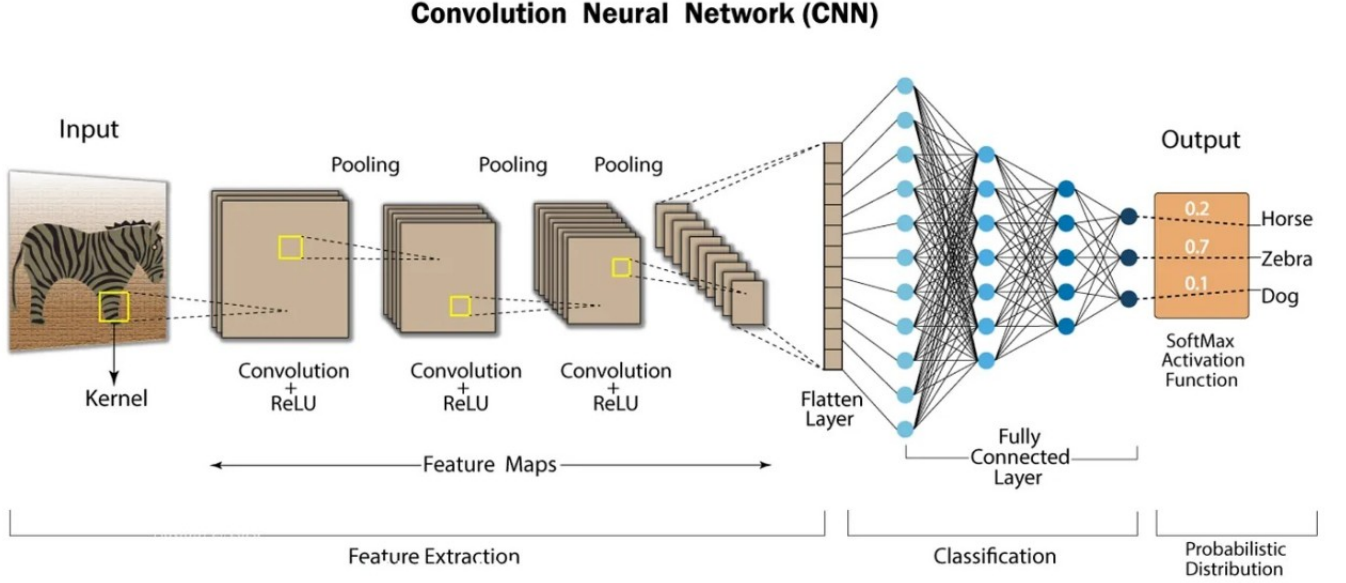 Convolution Neural Network (CNN)
Input
Kernel
Pooling
Pooling
Pooling
Convolution
+
ReLU
Convolution
+
ReLU
Convolution
+
ReLU
Feature Maps
Flatten
Layer
Fully
Connected
Layer
Output
0.2
Horse
0.7
Zebra
0.1
Dog
SoftMax
Activation
Function
Feature Extraction
Classification
Probabilistic
Distribution